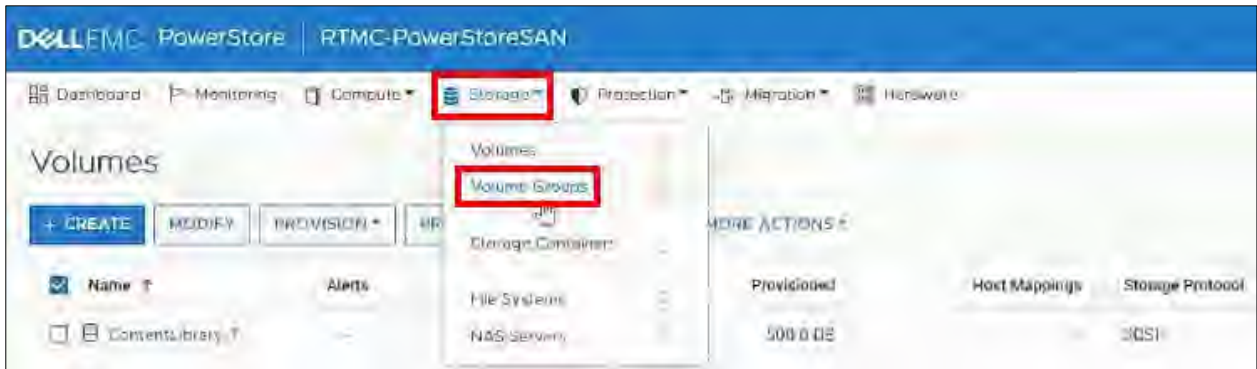 DELLEMC PowerStore RTMC-PowerStoreSAN
Dashboard Monitoring Compute Storage Protection Migration Hardware
Volumes
Volumes
Volume Groups
+ CREATE MODIFY PROVISION MORE ACTIONS
Storage Containers
Name Alerts Provisioned Host Mappings Storage Protocol
File Systems
ContentLibrary 500.0 GB iSCSI
NAS Servers